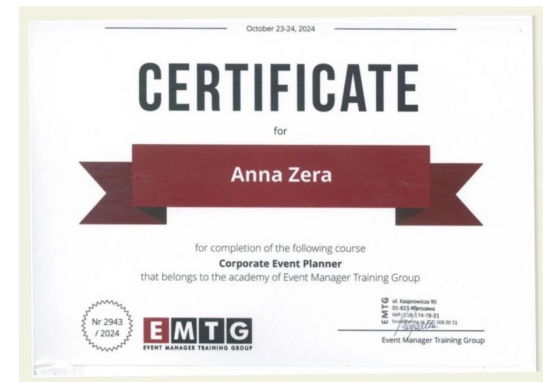 October 23-24, 2024
CERTIFICATE
for
Anna Zera
for completion of the following course
Corporate Event Planner
that belongs to the academy of Event Manager Training Group
Nr 2943
/ 2024
EMTG
EVENT MANAGER TRAINING GROUP
EMTG
ul. Kasprowicza 95
01-823 Warszawa
Event Manager Training Group